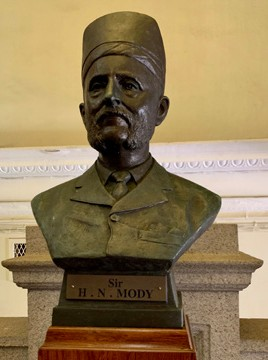 Sir
H . N . MODY